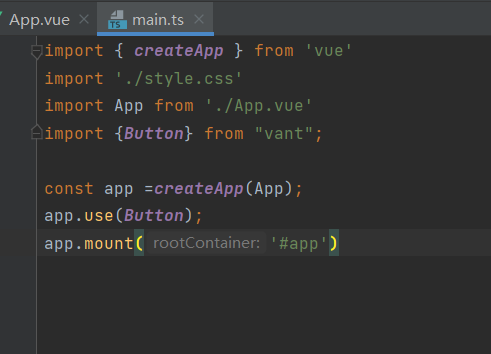 App.vue × TS main.ts ×
import { createApp } from 'vue'
import './style.css'
import App from './App.vue'
import {Button} from "vant";
const app =createApp(App);
app.use(Button);
app.mount( rootContainer: '#app')